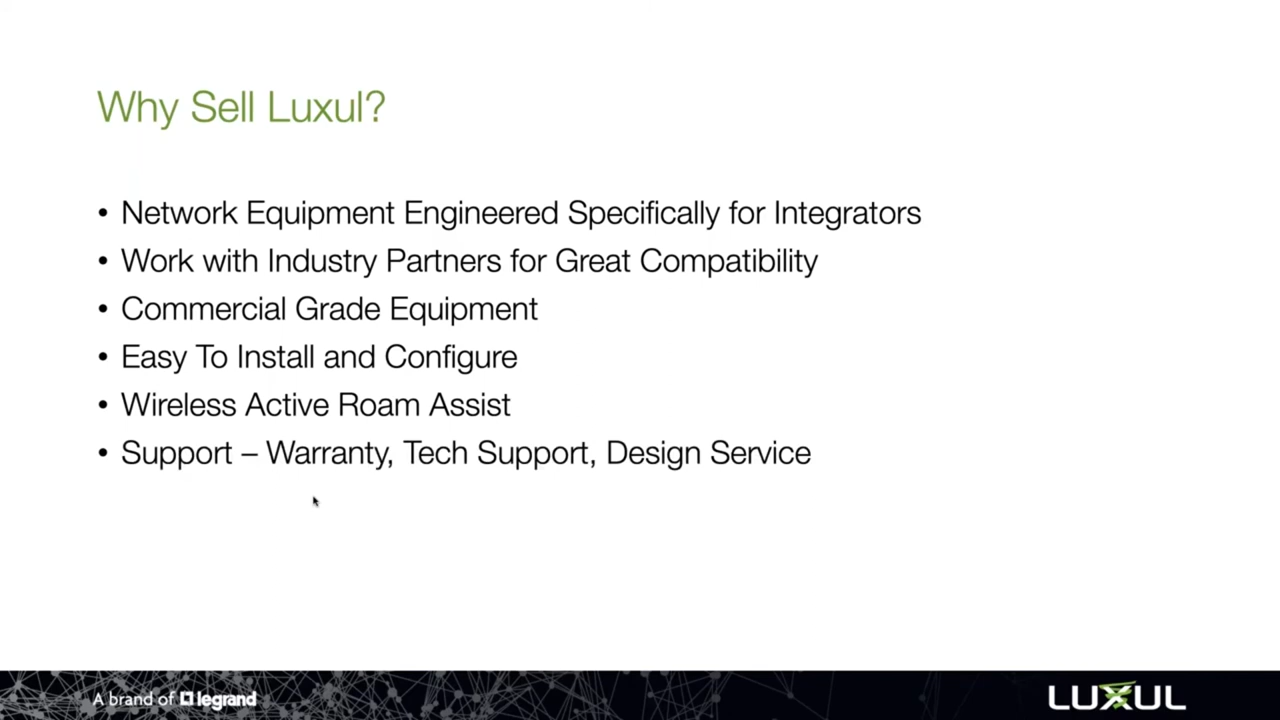 Why Sell Luxul?
• Network Equipment Engineered Specifically for Integrators
• Work with Industry Partners for Great Compatibility
• Commercial Grade Equipment
• Easy To Install and Configure
• Wireless Active Roam Assist
• Support – Warranty, Tech Support, Design Service
A brand of legrand
LUXUL